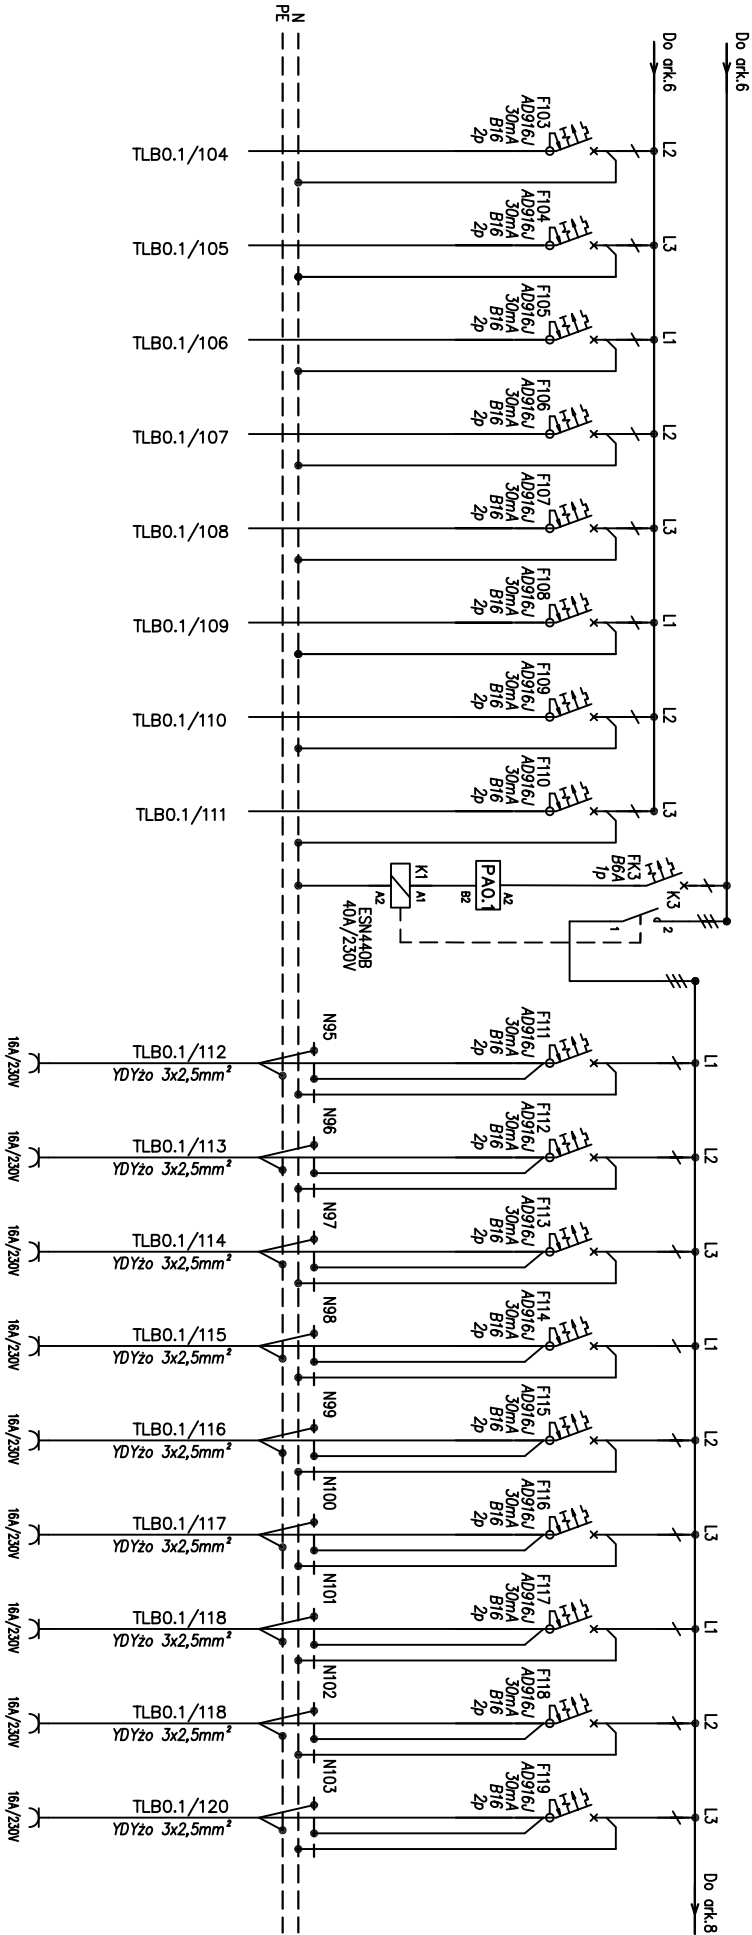 Do ark.6
Do ark.6
N
PE
L2
F103
AD916J
30mA
B16
2p
TLB0.1/104
L3
F104
AD916J
30mA
B16
2p
TLB0.1/105
L1
F105
AD916J
30mA
B16
2p
TLB0.1/106
L2
F106
AD916J
30mA
B16
2p
TLB0.1/107
L3
F107
AD916J
30mA
B16
2p
TLB0.1/108
L1
F108
AD916J
30mA
B16
2p
TLB0.1/109
L2
F109
AD916J
30mA
B16
2p
TLB0.1/110
L3
F110
AD916J
30mA
B16
2p
TLB0.1/111
FK3
B6A
1p
K3
1
2
PA0.1
A2
B2
K1
A1
A2
ESN440B
40A/230V
L1
F111
AD916J
30mA
B16
2p
N95
TLB0.1/112
YDYżo 3x2,5mm²
16A/230V
L2
F112
AD916J
30mA
B16
2p
N96
TLB0.1/113
YDYżo 3x2,5mm²
16A/230V
L3
F113
AD916J
30mA
B16
2p
N97
TLB0.1/114
YDYżo 3x2,5mm²
16A/230V
L1
F114
AD916J
30mA
B16
2p
N98
TLB0.1/115
YDYżo 3x2,5mm²
16A/230V
L2
F115
AD916J
30mA
B16
2p
N99
TLB0.1/116
YDYżo 3x2,5mm²
16A/230V
L3
F116
AD916J
30mA
B16
2p
N100
TLB0.1/117
YDYżo 3x2,5mm²
16A/230V
L1
F117
AD916J
30mA
B16
2p
N101
TLB0.1/118
YDYżo 3x2,5mm²
16A/230V
L2
F118
AD916J
30mA
B16
2p
N102
TLB0.1/118
YDYżo 3x2,5mm²
16A/230V
L3
F119
AD916J
30mA
B16
2p
N103
TLB0.1/120
YDYżo 3x2,5mm²
16A/230V
Do ark.8